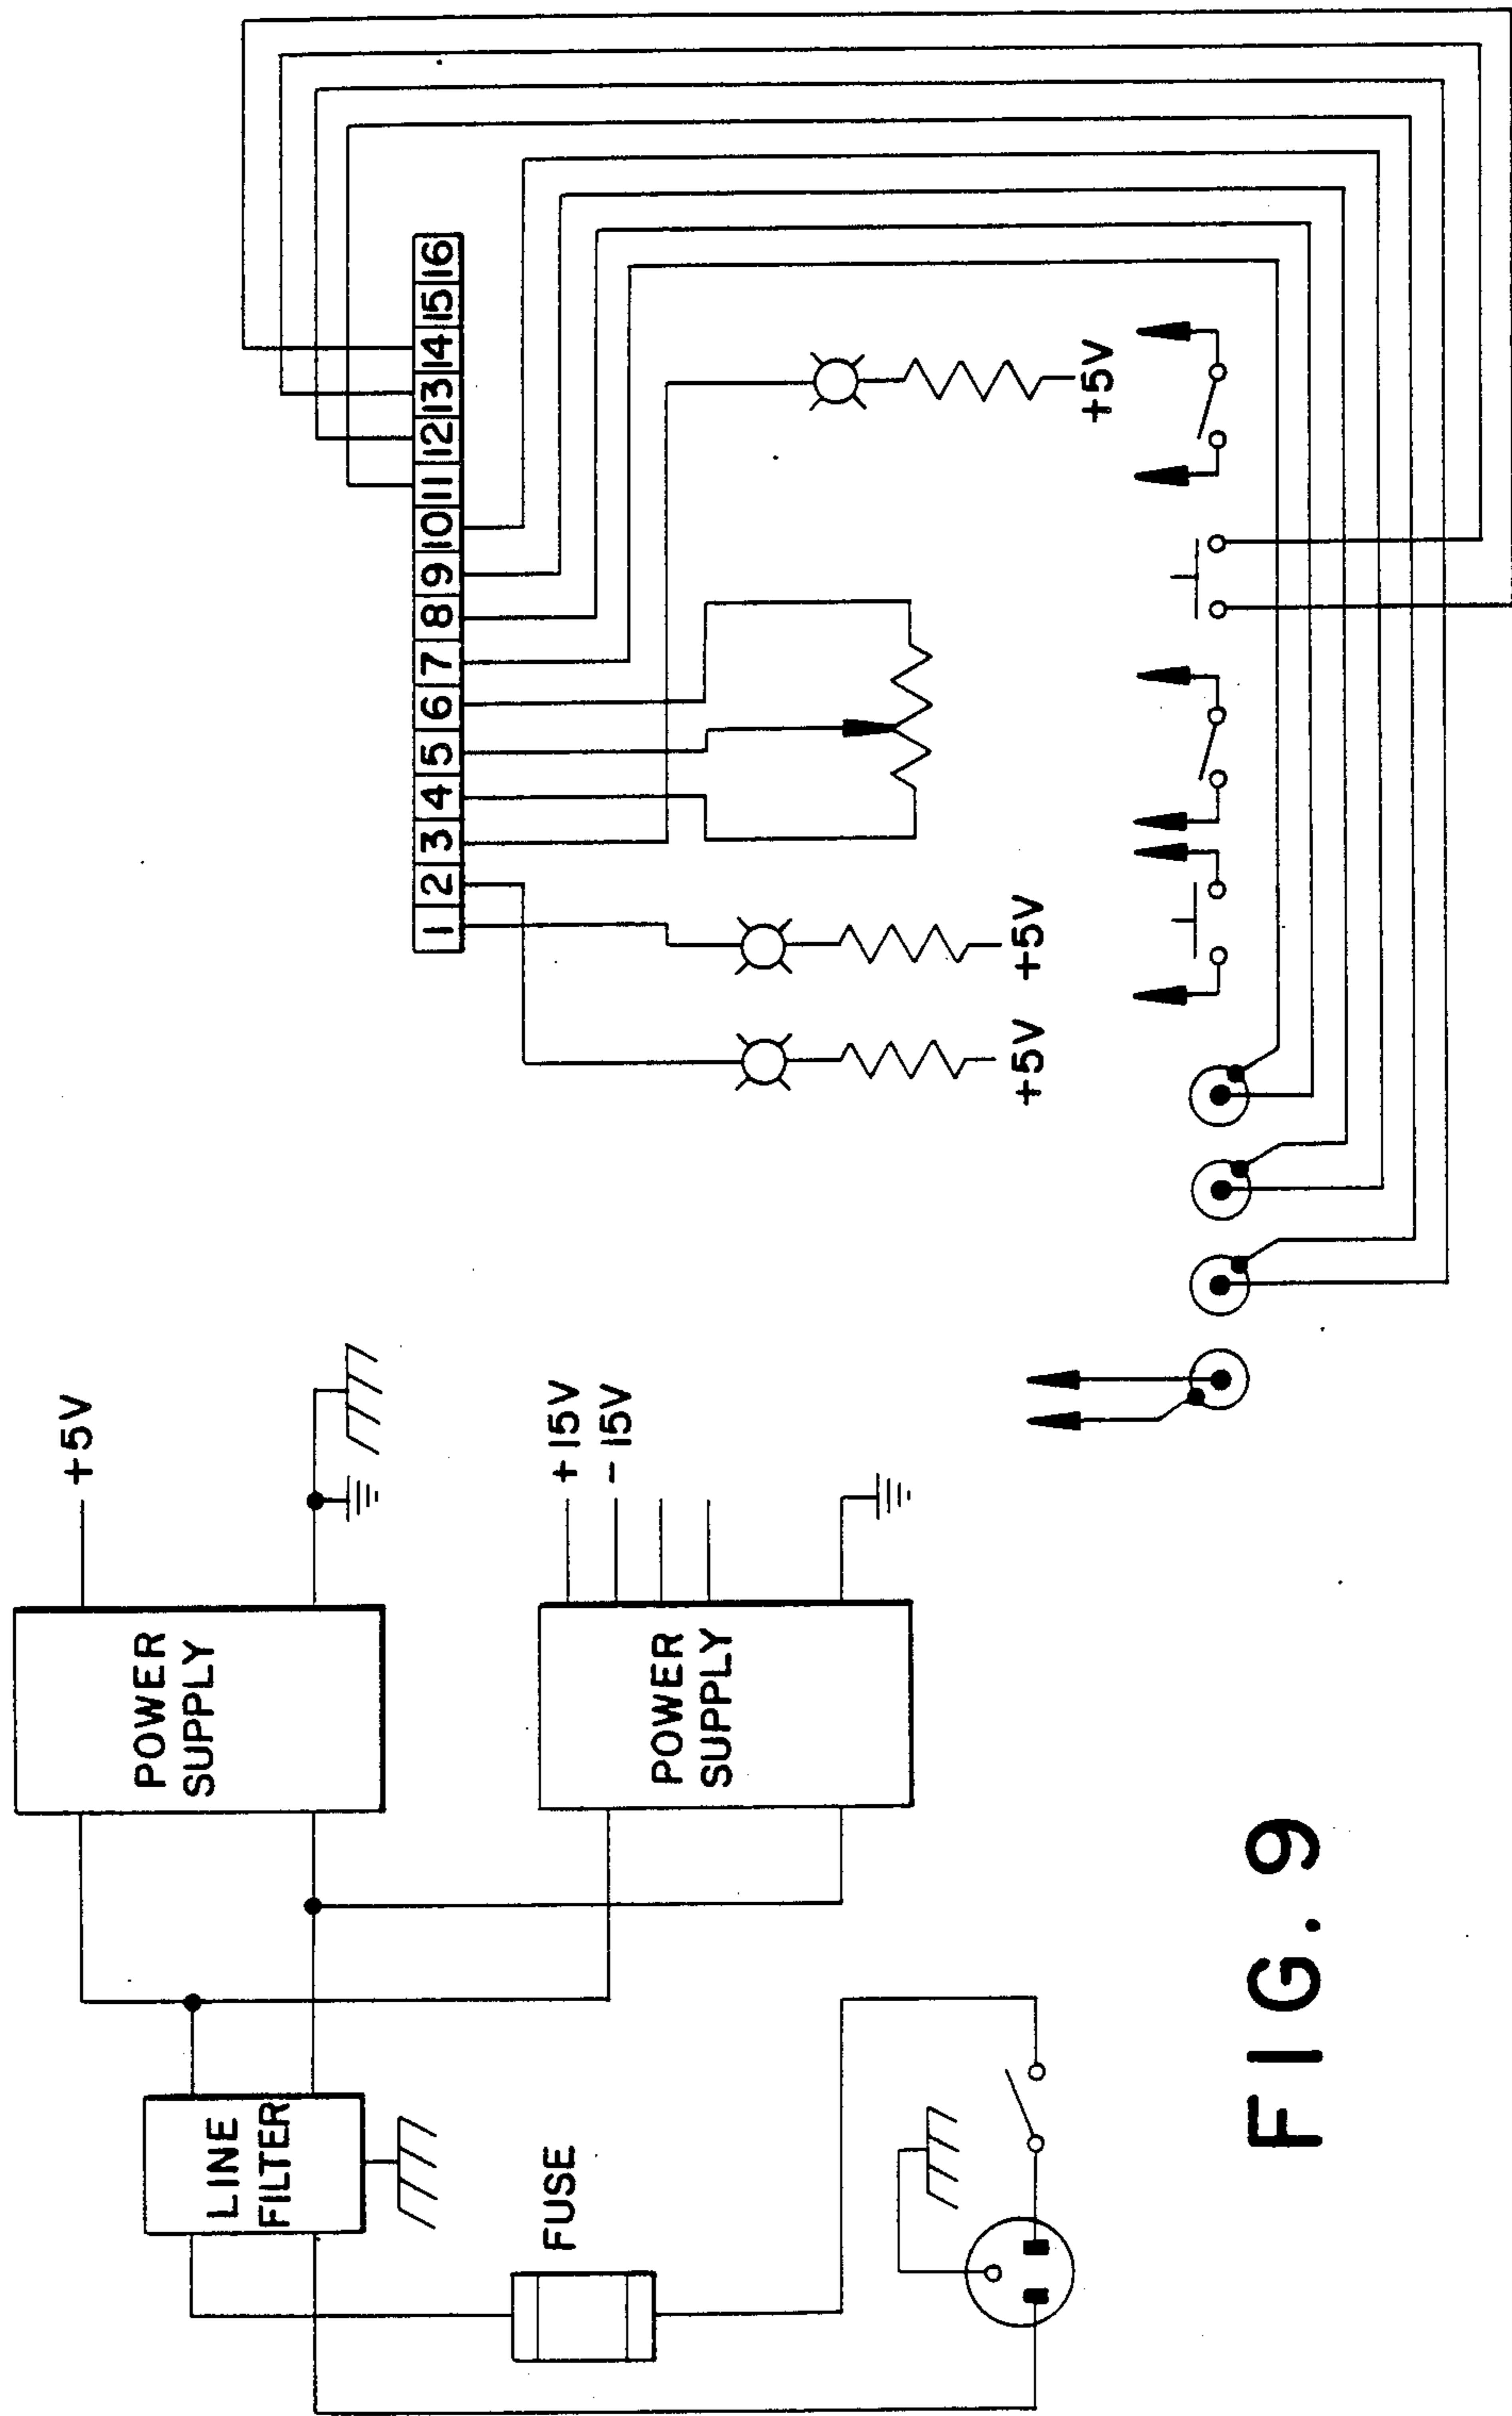 +5V
POWER
SUPPLY
LINE
FILTER
FUSE
+15V
-15V
POWER
SUPPLY
1 2 3 4 5 6 7 8 9 10 11 12 13 14 15 16
+5V
+5V
+5V
FIG. 9